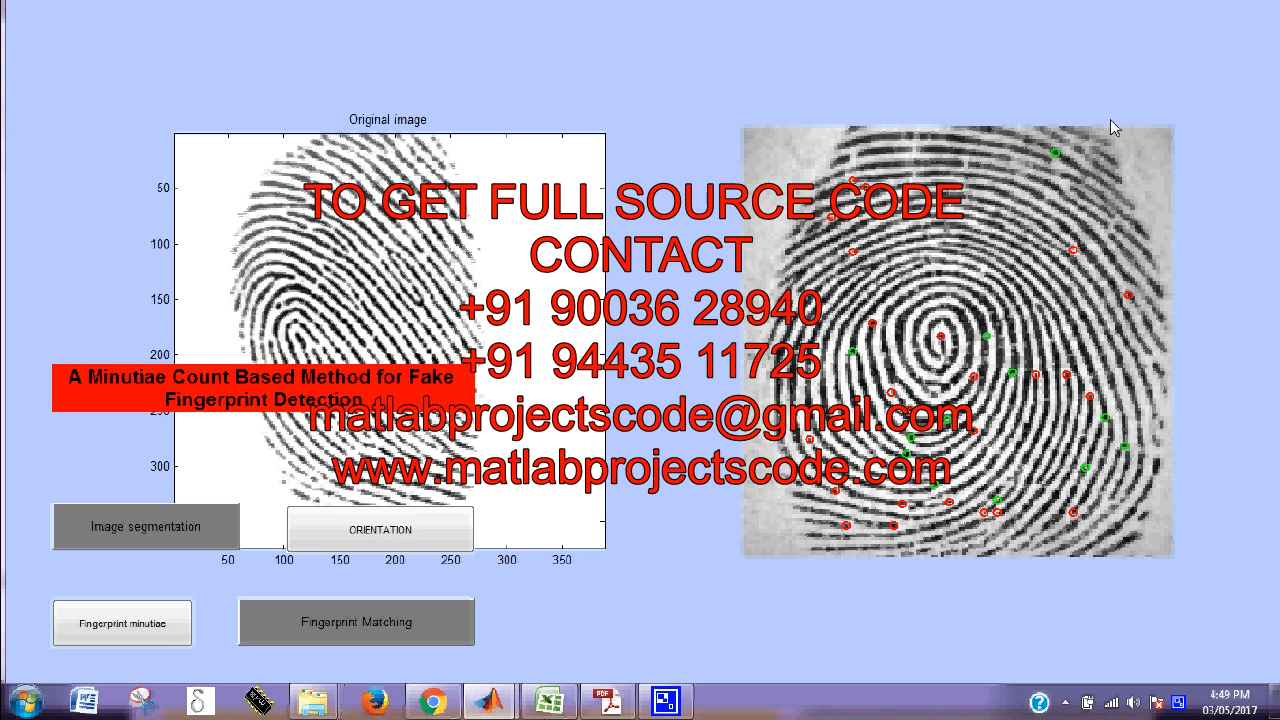 Original image
50
100
150
200
250
300
50 100 150 200 250 300 350
TO GET FULL SOURCE CODE
CONTACT
+91 90036 28940
+91 94435 11725
matlabprojectscode@gmail.com
www.matlabprojectscode.com
A Minutiae Count Based Method for Fake
Fingerprint Detection
Image segmentation
ORIENTATION
Fingerprint minutiae
Fingerprint Matching
PDF
4:49 PM
03/05/2017